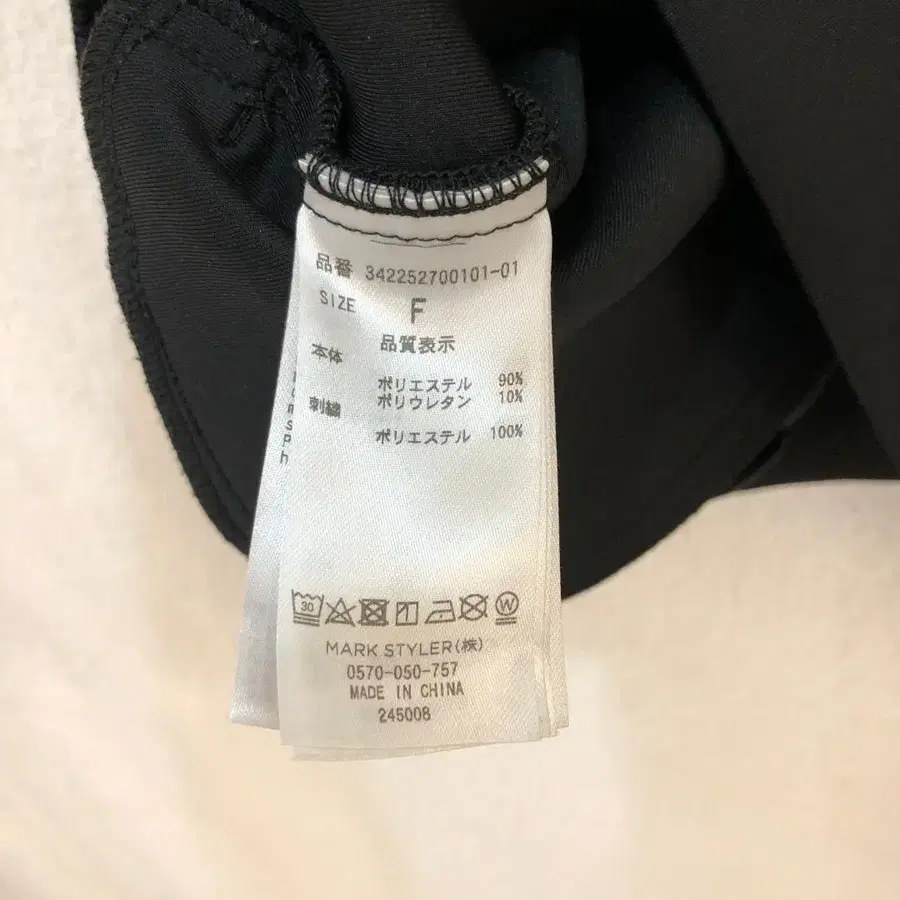 品番 342252700101-01
SIZE F
品質表示
本体
ポリエステル 90%
ポリウレタン 10%
刺繍
ポリエステル 100%
30
W
MARK STYLER(株)
0570-050-757
MADE IN CHINA
245008